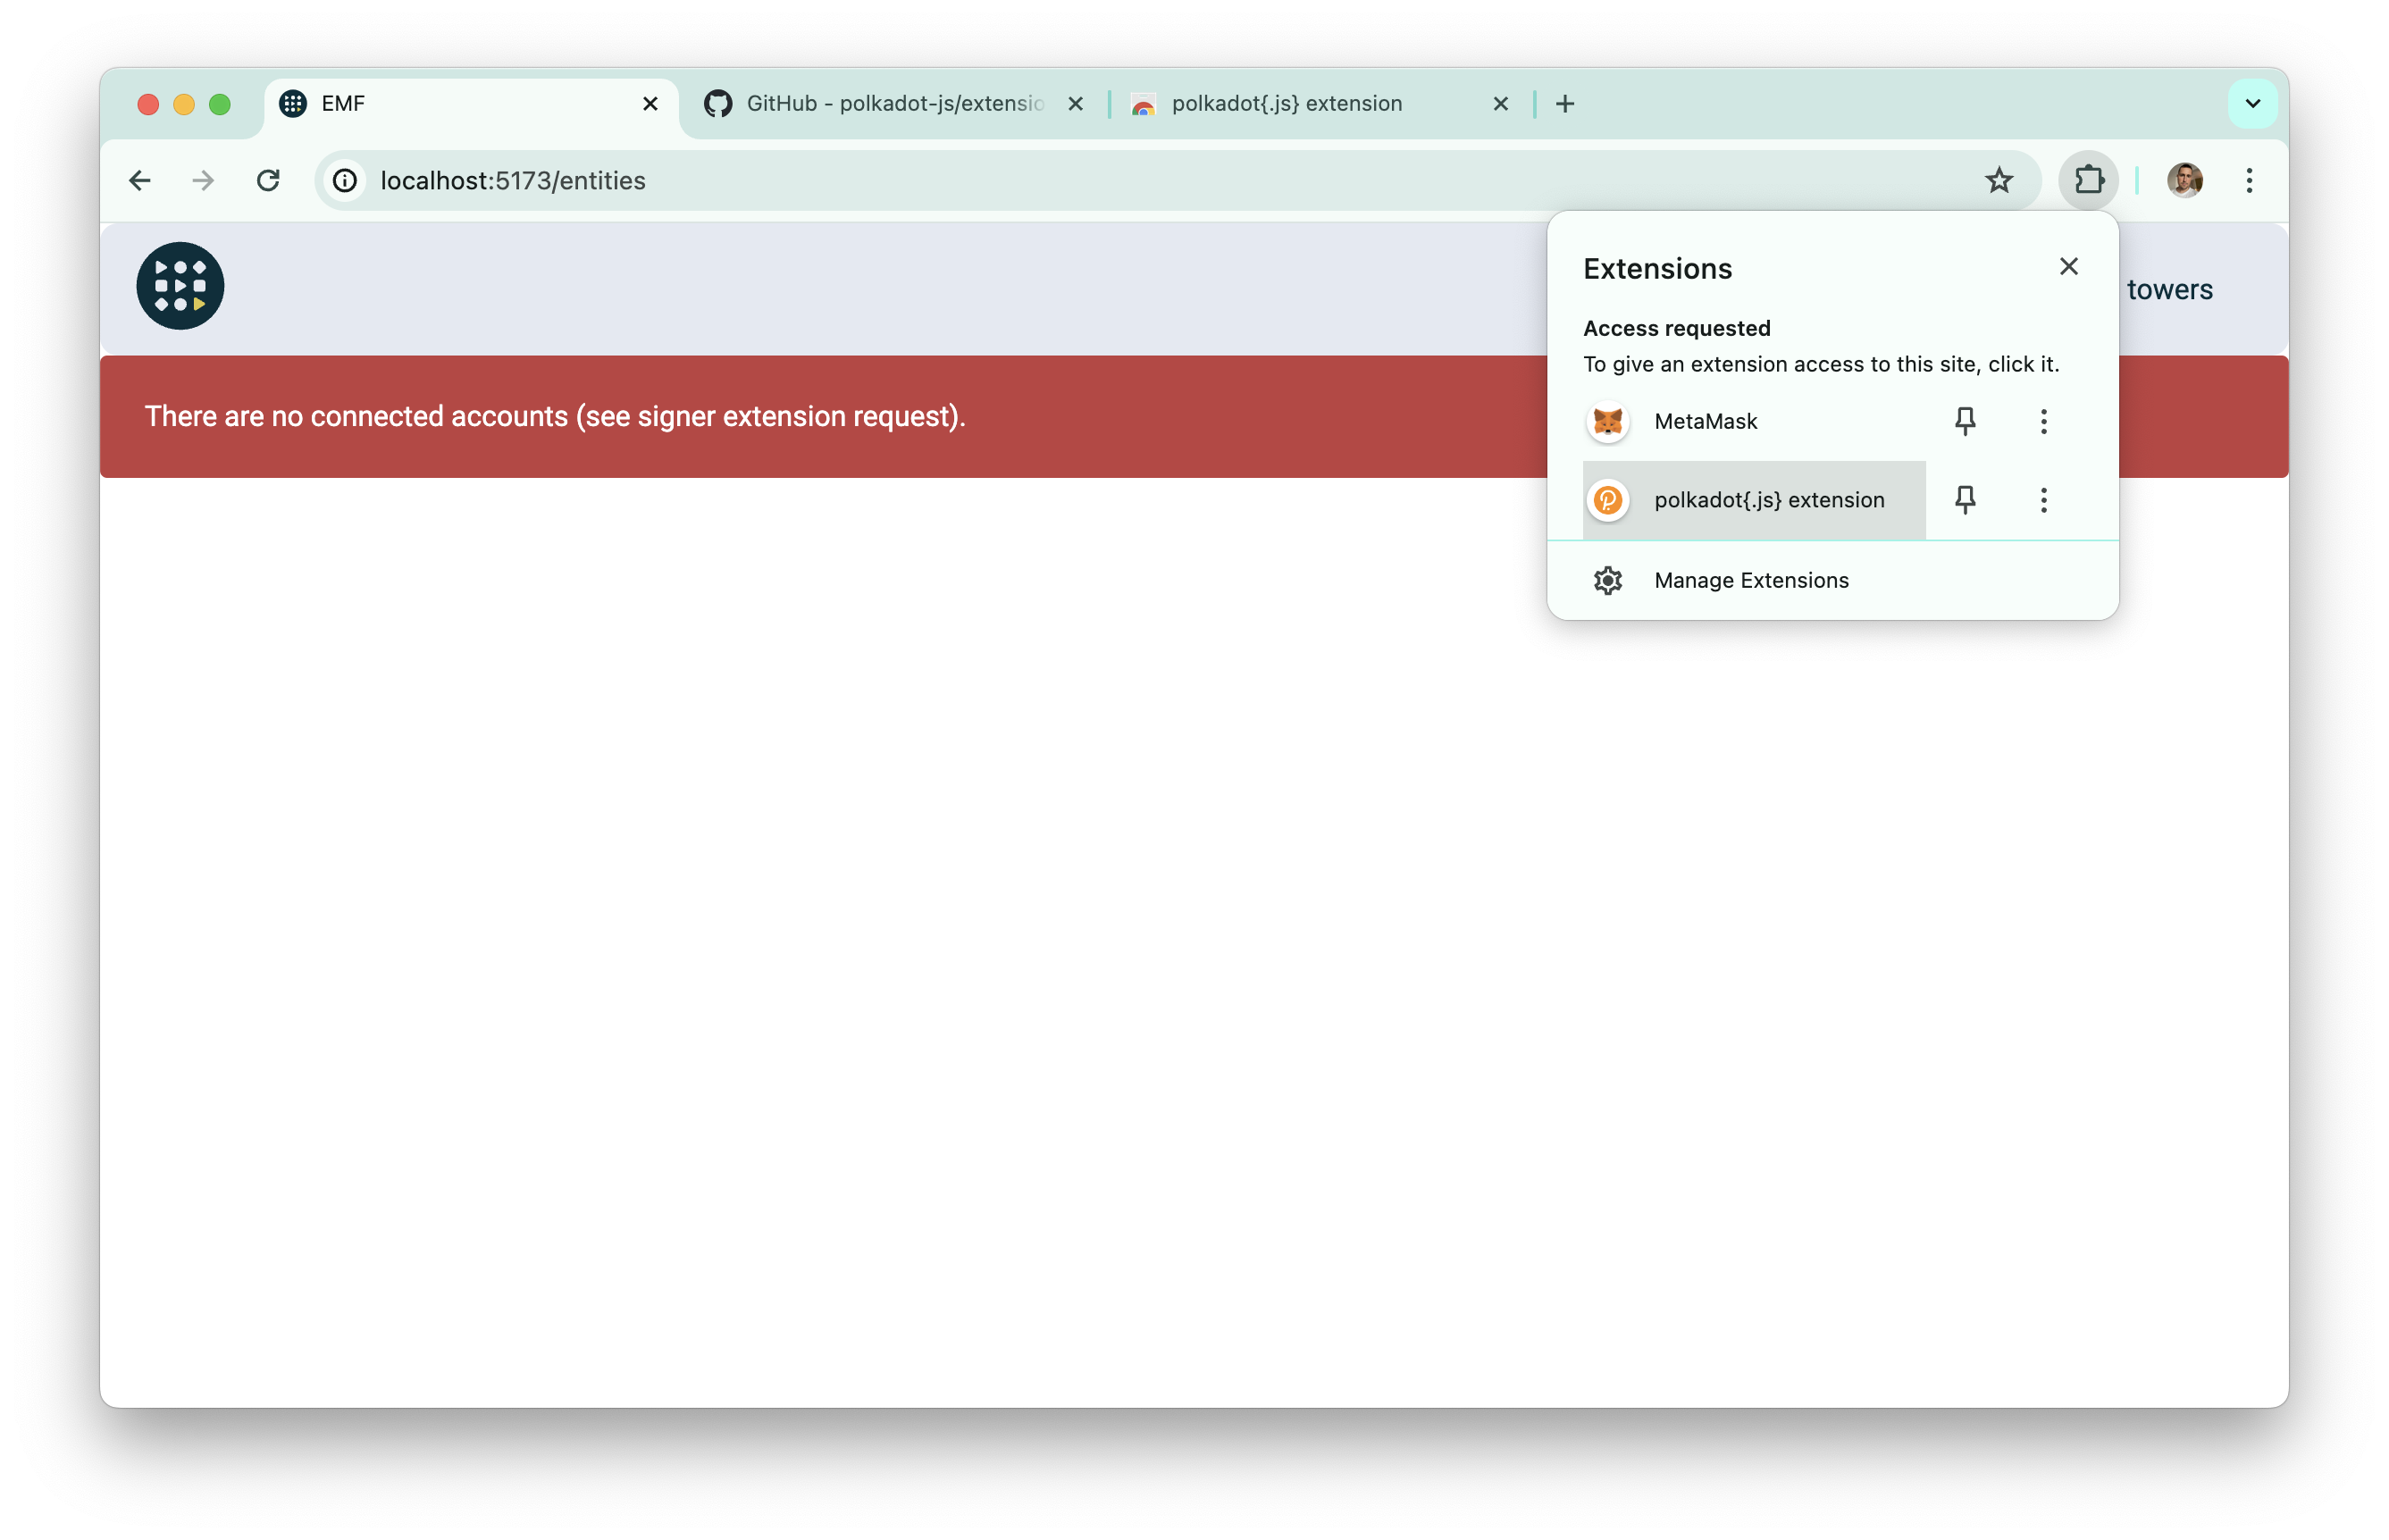 EMF
GitHub - polkadot-js/extensio
polkadot{.js} extension
localhost:5173/entities
towers
There are no connected accounts (see signer extension request).
Extensions
Access requested
To give an extension access to this site, click it.
MetaMask
polkadot{.js} extension
Manage Extensions